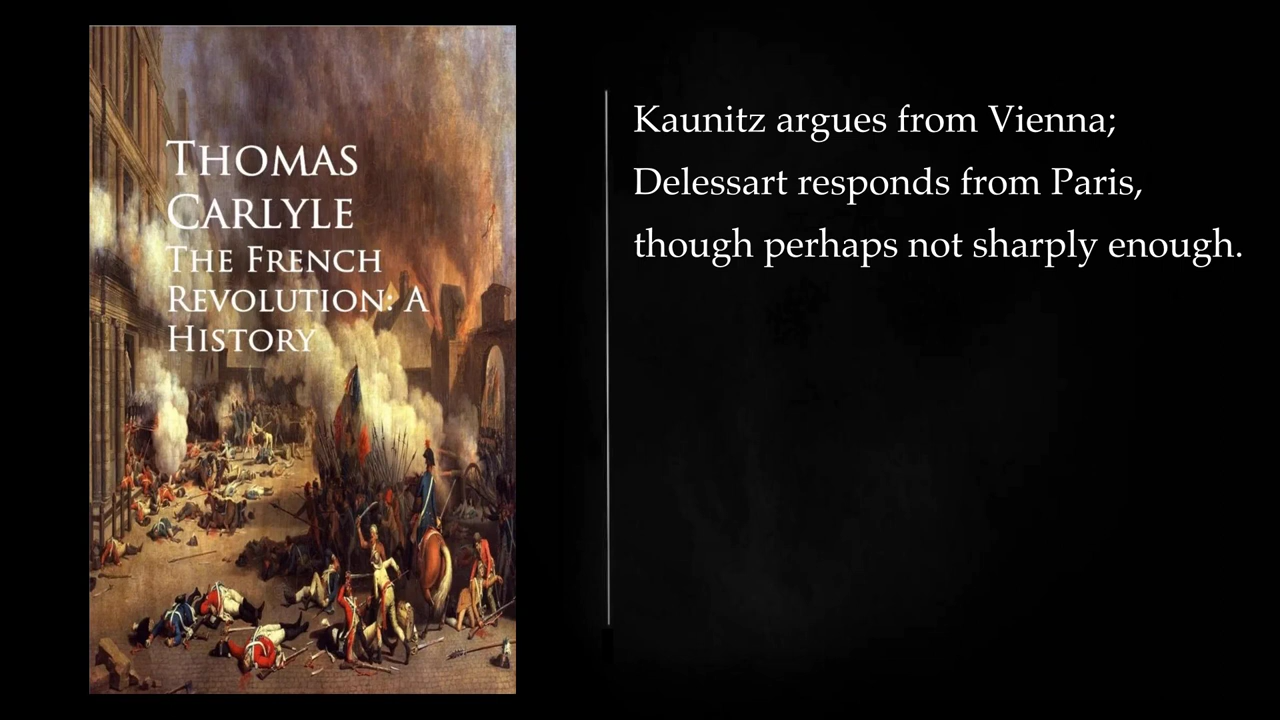 THOMAS
CARLYLE
THE FRENCH
REVOLUTION: A
HISTORY
Kaunitz argues from Vienna;
Delessart responds from Paris,
though perhaps not sharply enough.